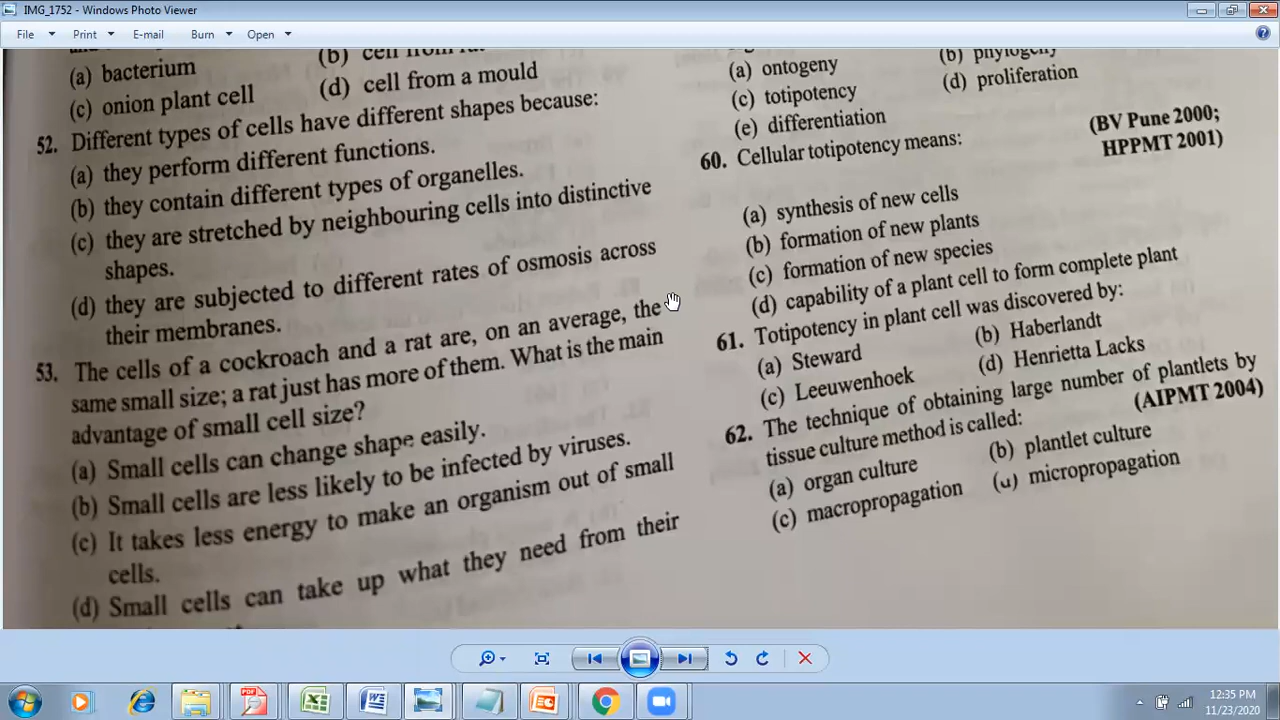 IMG_1752 - Windows Photo Viewer
File Print E-mail Burn Open
(b) cell from
(a) bacterium
(d) cell from a mould
(c) onion plant cell
52. Different types of cells have different shapes because:
(a) they perform different functions.
(b) they contain different types of organelles.
(c) they are stretched by neighbouring cells into distinctive
shapes.
(d) they are subjected to different rates of osmosis across
their membranes.
53. The cells of a cockroach and a rat are, on an average, the
same small size; a rat just has more of them. What is the main
advantage of small cell size?
(a) Small cells can change shape easily.
(b) Small cells are less likely to be infected by viruses.
(c) It takes less energy to make an organism out of small
cells.
(d) Small cells can take up what they need from their
(a) ontogeny
(b) phylogeny
(c) totipotency
(d) proliferation
(e) differentiation
(BV Pune 2000;
HPPMT 2001)
60. Cellular totipotency means:
(a) synthesis of new cells
(b) formation of new plants
(c) formation of new species
(d) capability of a plant cell to form complete plant
61. Totipotency in plant cell was discovered by:
(a) Steward
(b) Haberlandt
(c) Leeuwenhoek
(d) Henrietta Lacks
62. The technique of obtaining large number of plantlets by
tissue culture method is called:
(AIPMT 2004)
(a) organ culture
(b) plantlet culture
(c) macropropagation
(d) micropropagation
12:35 PM
11/23/2020